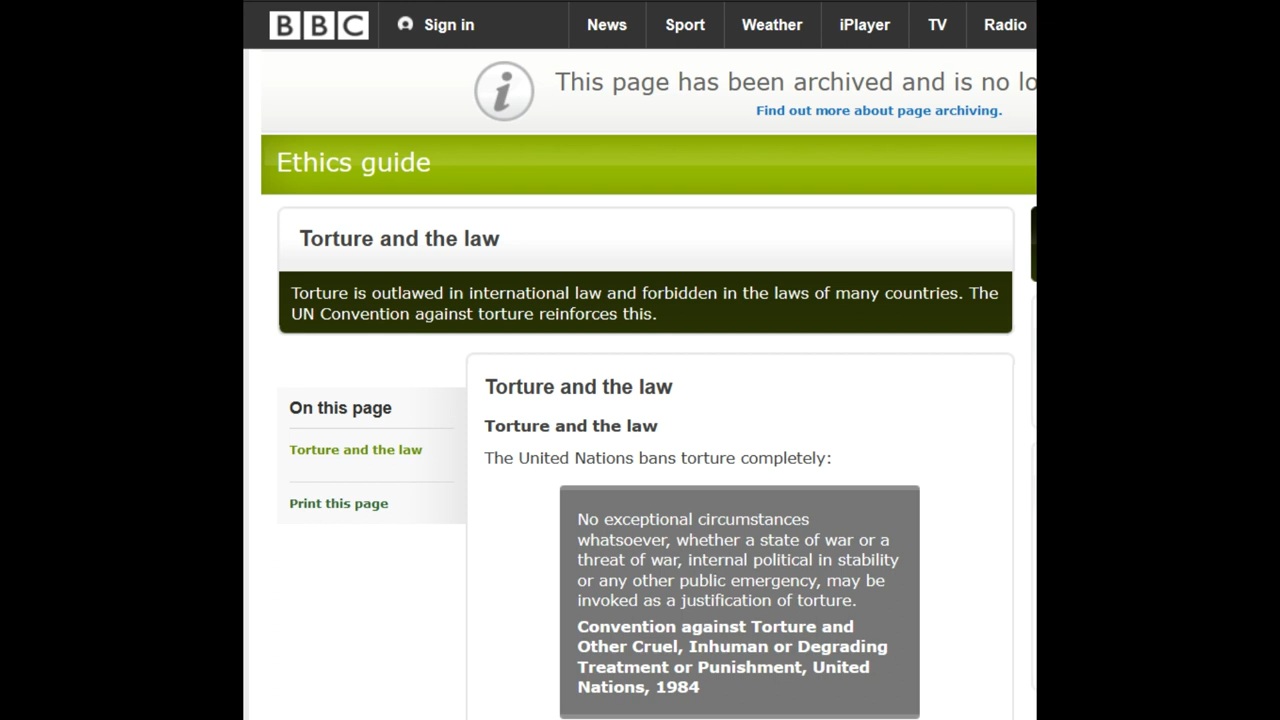 BBC Sign in News Sport Weather iPlayer TV Radio
This page has been archived and is no
Find out more about page archiving.
Ethics guide
Torture and the law
Torture is outlawed in international law and forbidden in the laws of many countries. The
UN Convention against torture reinforces this.
On this page
Torture and the law
Print this page
Torture and the law
Torture and the law
The United Nations bans torture completely:
No exceptional circumstances
whatsoever, whether a state of war or a
threat of war, internal political in stability
or any other public emergency, may be
invoked as a justification of torture.
Convention against Torture and
Other Cruel, Inhuman or Degrading
Treatment or Punishment, United
Nations, 1984